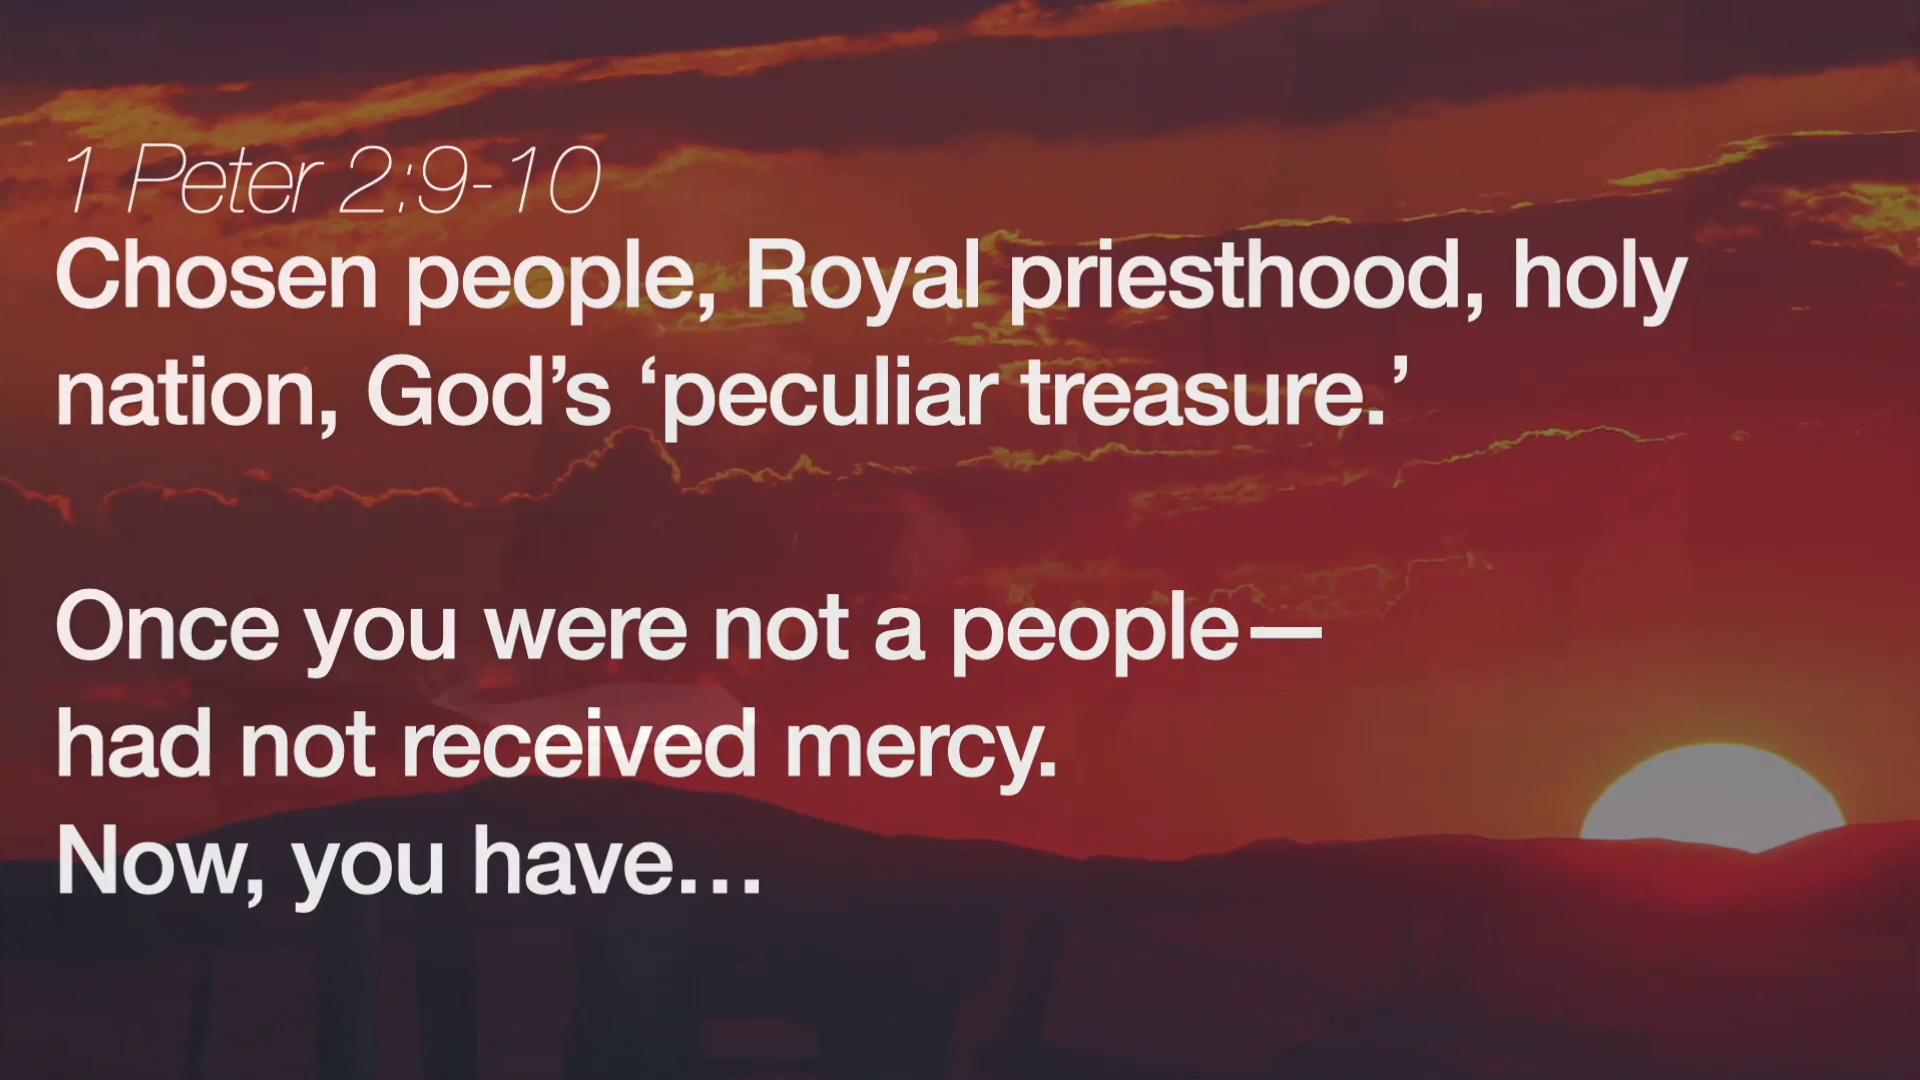 1 Peter 2:9-10
Chosen people, Royal priesthood, holy
nation, God’s ‘peculiar treasure.’
Once you were not a people—
had not received mercy.
Now, you have…